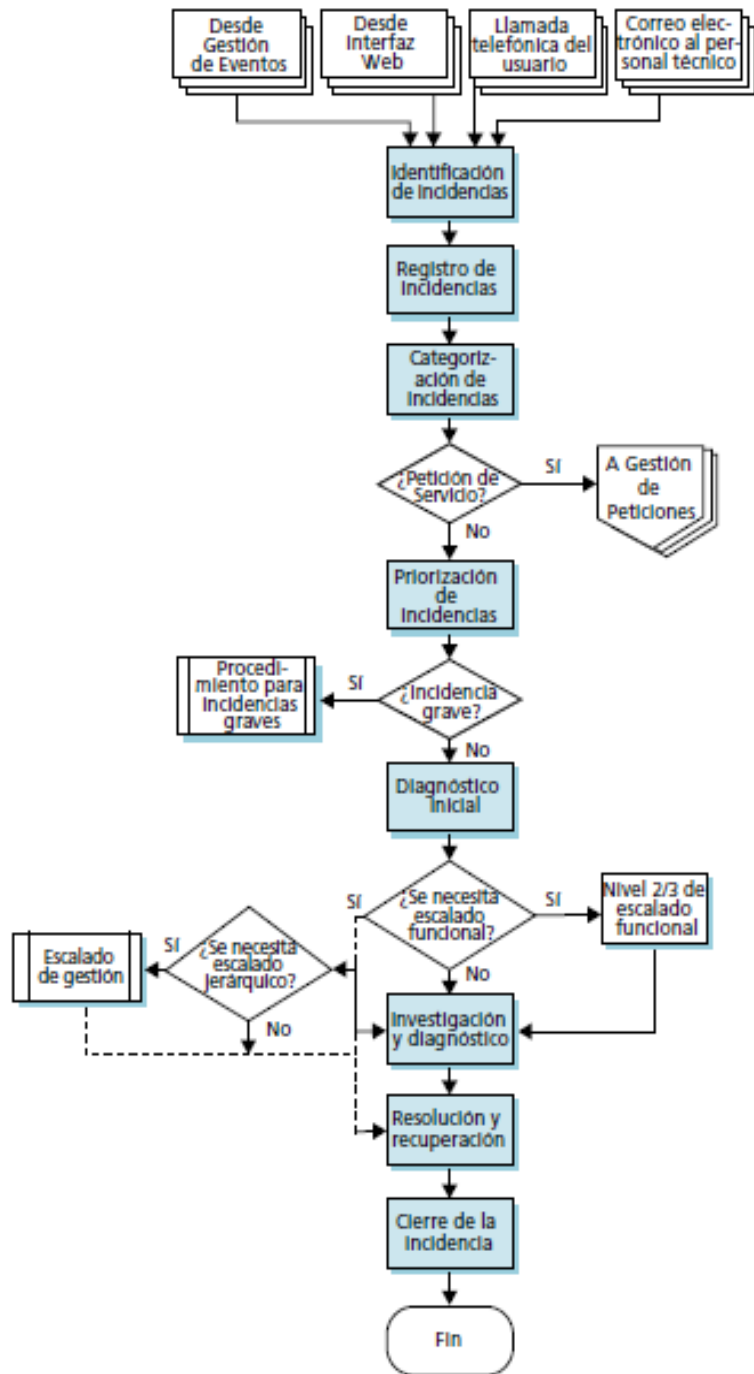 Desde
Gestión
de Eventos
Desde
Interfaz
Web
Llamada
telefónica del
usuario
Correo elec-
trónico al per-
sonal técnico
Identificación
de incidencias
Registro de
incidencias
Categoriz-
ación de
incidencias
¿Petición de
Servicio?
Sí
A Gestión
de
Peticiones
No
Priorización
de
incidencias
Procedi-
miento para
incidencias
graves
Sí
¿Incidencia
grave?
No
Diagnóstico
inicial
Sí
¿Se necesita
escalado
funcional?
Sí
Nivel 2/3 de
escalado
funcional
No
Escalado
de gestión
Sí
¿Se necesita
escalado
jerárquico?
No
Investigación
y diagnóstico
Resolución y
recuperación
Cierre de la
incidencia
Fin